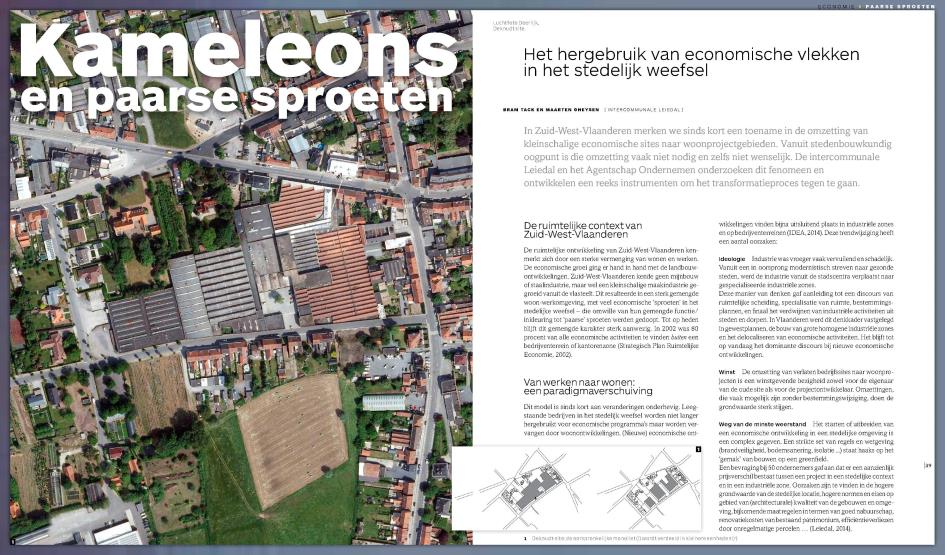 ECONOMIE PAARSE SPROETEN
Kameleons
en paarse sproeten
Luchtfoto Deerlijk,
Deknudtsite.
Het hergebruik van economische vlekken
in het stedelijk weefsel
BRAM TACK EN MAARTEN GHEYSEN [INTERCOMMUNALE LEIEDAL]
In Zuid-West-Vlaanderen merken we sinds kort een toename in de omzetting van
kleinschalige economische sites naar woonprojectgebieden. Vanuit stedenbouwkundig
oogpunt is die omzetting vaak niet nodig en zelfs niet wenselijk. De intercommunale
Leiedal en het Agentschap Ondernemen onderzoeken dit fenomeen en
ontwikkelen een reeks instrumenten om het transformatieproces tegen te gaan.
De ruimtelijke context van
Zuid-West-Vlaanderen
De ruimtelijke ontwikkeling van Zuid-West-Vlaanderen ken-
merkt zich door een sterke vermenging van wonen en werken.
De economische groei ging er hand in hand met de landbouw-
ontwikkelingen. Zuid-West-Vlaanderen kende geen mijnbouw
of staalindustrie, maar wel een kleinschalige maakindustrie ge-
groeid vanuit de vlasteelt. Dit resulteerde in een sterk gemengde
woon-werkomgeving, met veel economische 'sproeten' in het
stedelijke weefsel – die omwille van hun gemengde functie/
inkleuring tot 'paarse' sproeten werden gedoopt. Tot op heden
blijft dit gemengde karakter sterk aanwezig. In 2002 was 80
procent van alle economische activiteiten te vinden buiten een
bedrijventerrein of kantorenzone (Strategisch Plan Ruimtelijke
Economie, 2002).
Van werken naar wonen:
een paradigmaverschuiving
Dit model is sinds kort aan veranderingen onderhevig. Leeg-
staande bedrijven in het stedelijk weefsel worden niet langer
hergebruikt voor economische programma's maar worden ver-
vangen door woonontwikkelingen. (Nieuwe) economische ont-
wikkelingen vinden bijna uitsluitend plaats in industriële zones
en op bedrijventerreinen (IDEA, 2014). Deze trendwijziging heeft
een aantal oorzaken:
Ideologie Industrie was vroeger vaak vervuilend en schadelijk.
Vanuit een in oorsprong modernistisch streven naar gezonde
steden, werd de industrie vanuit de stadscentra verplaatst naar
gespecialiseerde industriële zones.
Deze manier van denken gaf aanleiding tot een discours van
ruimtelijke scheiding, specialisatie van ruimte, bestemmings-
plannen, en finaal het verdwijnen van industriële activiteiten uit
steden en dorpen. In Vlaanderen werd dit denkkader vastgelegd
in gewestplannen, de bouw van grote homogene industriële zones
en het delocaliseren van economische activiteiten. Het blijft tot
op vandaag het dominante discours bij nieuwe economische
ontwikkelingen.
Winst De omzetting van verlaten bedrijfssites naar woonpro-
jecten is een winstgevende bezigheid zowel voor de eigenaar
van de oude site als voor de projectontwikkelaar. Omzettingen,
die vaak mogelijk zijn zonder bestemmingswijziging, doen de
grondwaarde sterk stijgen.
Weg van de minste weerstand Het starten of uitbreiden van
een economische ontwikkeling in een stedelijke omgeving is
een complex gegeven. Een strikte set van regels en wetgeving
(brandveiligheid, bodemsanering, isolatie ...) staat haaks op het
'gemak' van bouwen op een greenfield.
Een bevraging bij 50 ondernemers gaf aan dat er een aanzienlijk
prijsverschil bestaat tussen een project in een stedelijke context
en in een industriële zone. Oorzaken zijn te vinden in de hogere
grondwaarde van de stedelijke locatie, hogere normen en eisen op
gebied van (architecturale) kwaliteit van de gebouwen en omge-
ving, bijkomende maatregelen in termen van goed nabuurschap,
renovatiekosten van bestaand patrimonium, efficiëntieverliezen
door onregelmatige percelen ... (Leiedal, 2014).
|39
1